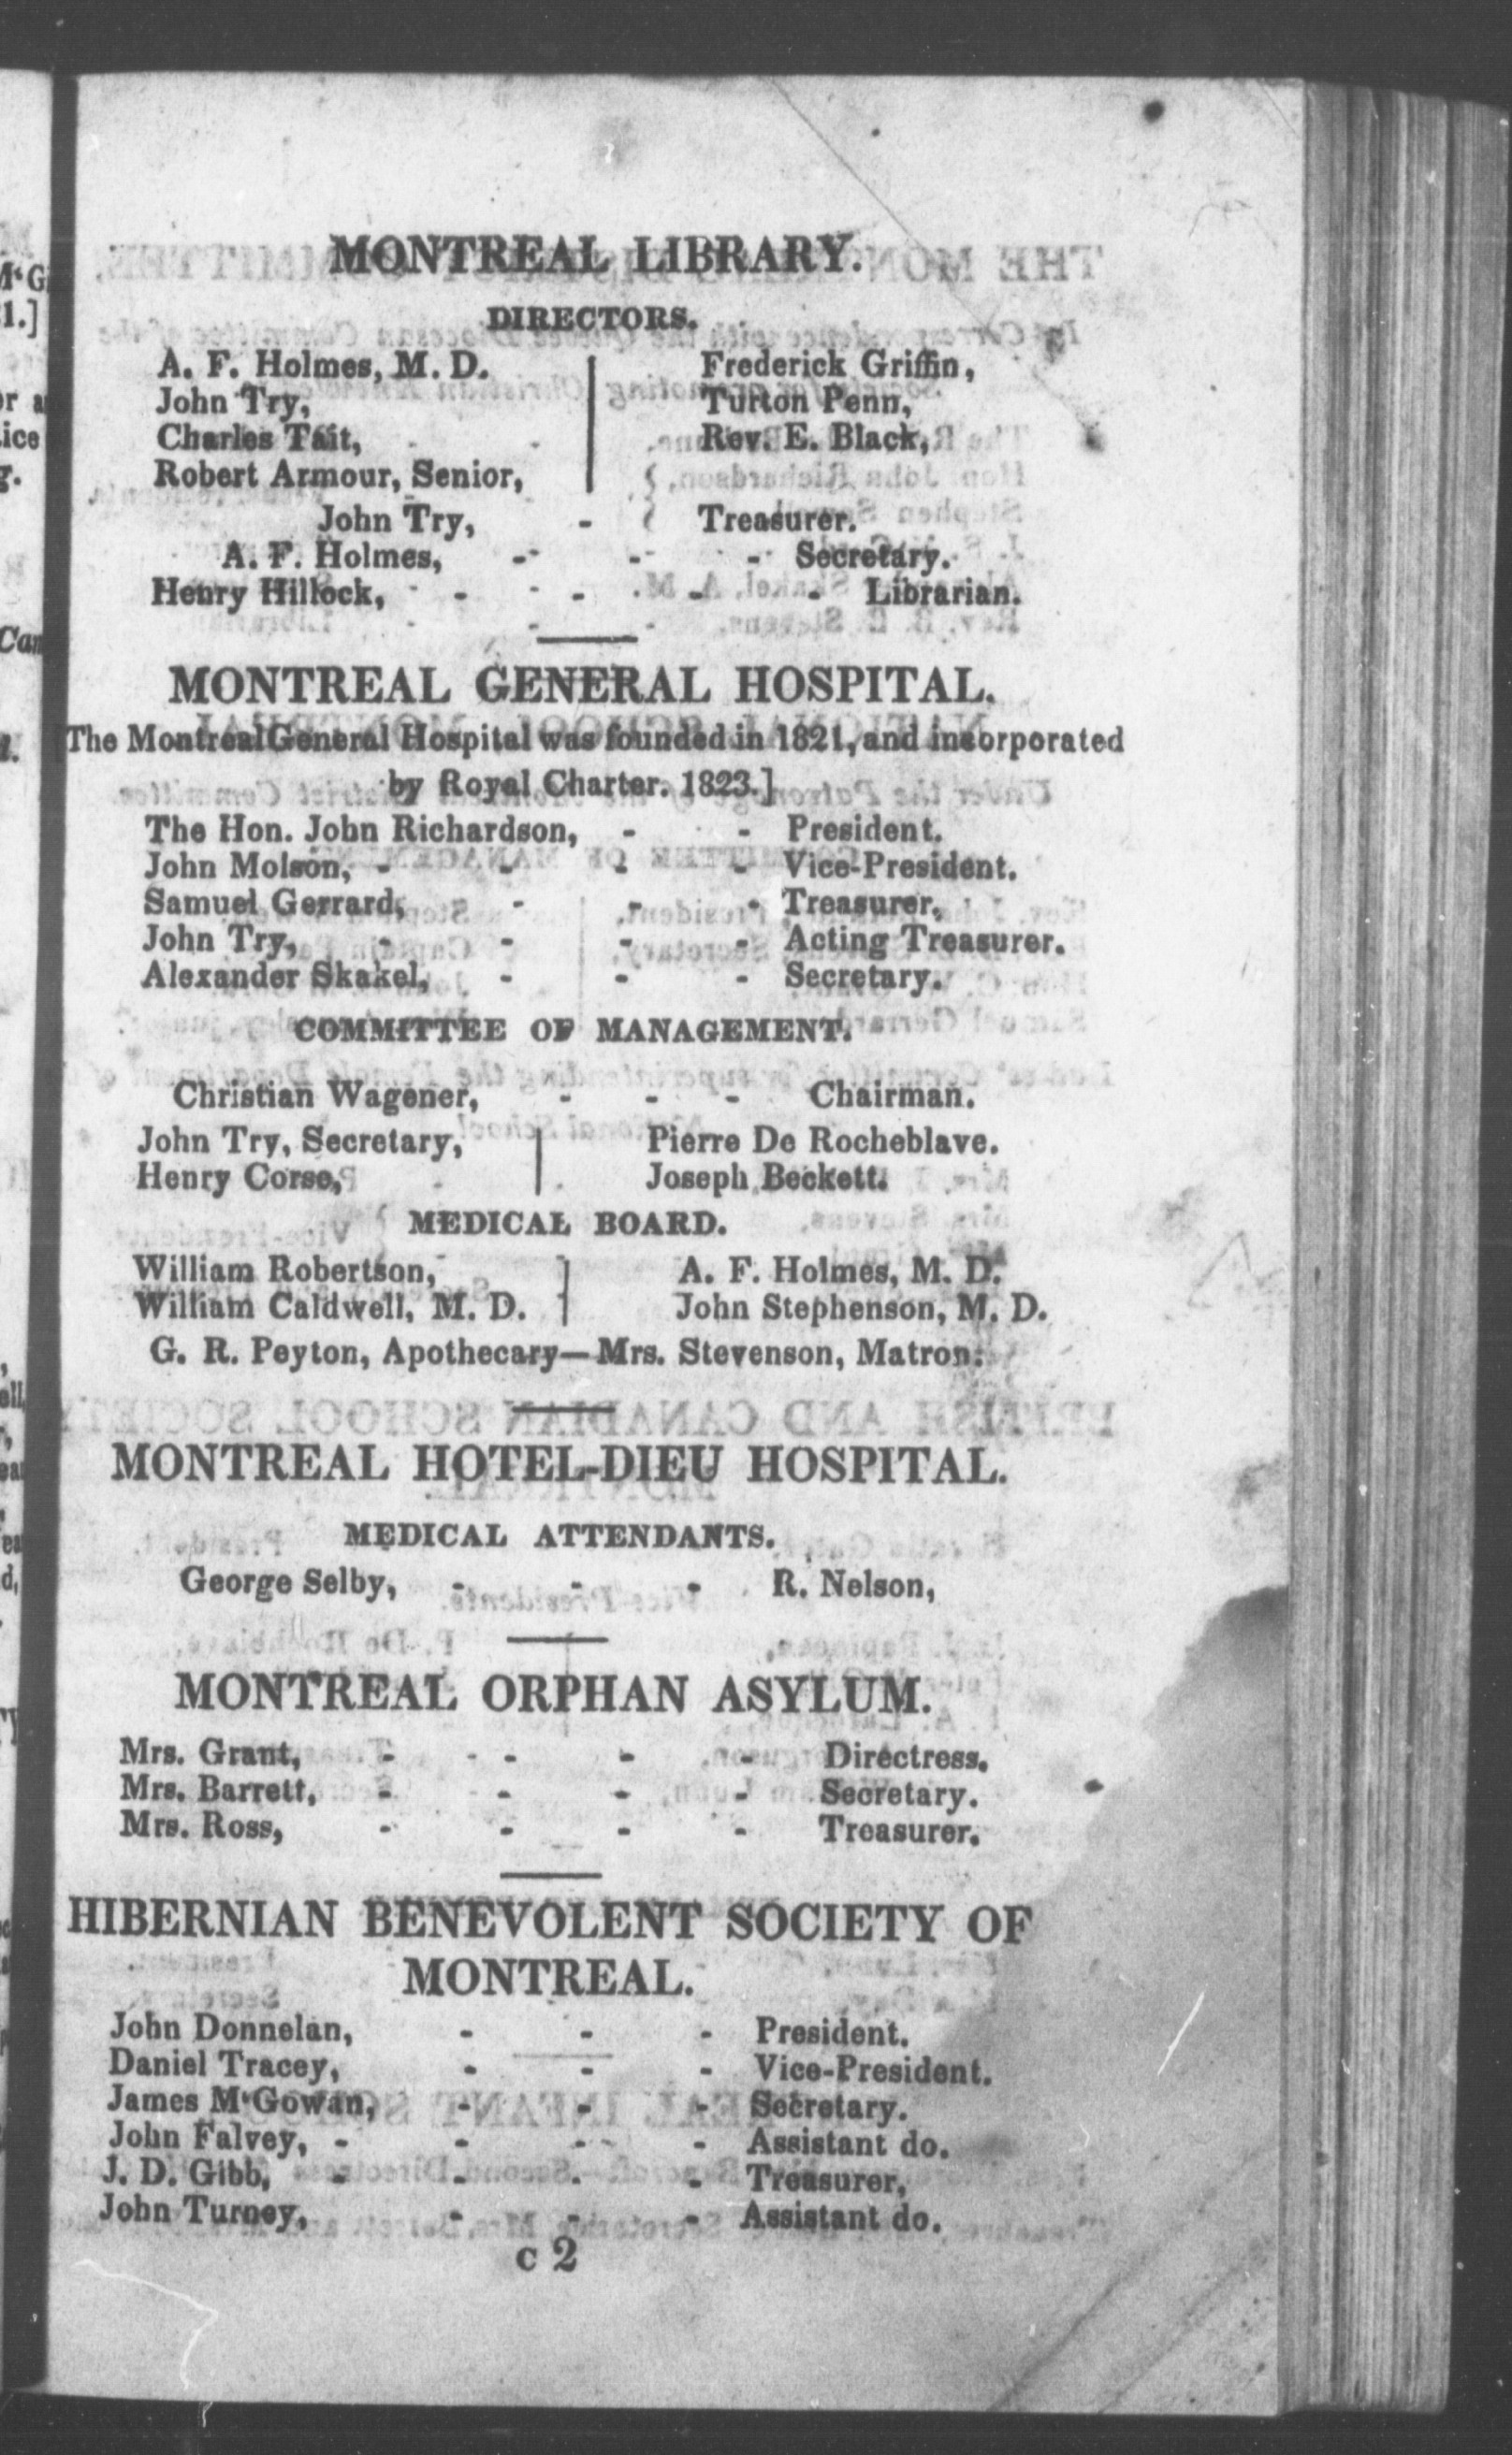 MONTREAL LIBRARY.
DIRECTORS.
A. F. Holmes, M. D. Frederick Griffin,
John Try, Turton Penn,
Charles Tait, - Rev. E. Black,
Robert Armour, Senior,
John Try, - Treasurer.
A. F. Holmes, - - - Secretary.
Henry Hillock, - - - - Librarian.
MONTREAL GENERAL HOSPITAL.
The Montreal General Hospital was founded in 1821, and incorporated
by Royal Charter. 1823.]
The Hon. John Richardson, - - President.
John Molson, - - - - Vice-President.
Samuel Gerrard, - - - Treasurer,
John Try, - - - - Acting Treasurer.
Alexander Skakel, - - - Secretary.
COMMITTEE OF MANAGEMENT.
Christian Wagener, - - - Chairman.
John Try, Secretary, Pierre De Rocheblave.
Henry Corse, Joseph Beckett.
MEDICAL BOARD.
William Robertson, A. F. Holmes, M. D.
William Caldwell, M. D. John Stephenson, M. D.
G. R. Peyton, Apothecary—Mrs. Stevenson, Matron.
MONTREAL HOTEL-DIEU HOSPITAL.
MEDICAL ATTENDANTS.
George Selby, - - - R. Nelson,
MONTREAL ORPHAN ASYLUM.
Mrs. Grant, - - - - Directress.
Mrs. Barrett, - - - - Secretary.
Mrs. Ross, - - - - Treasurer.
HIBERNIAN BENEVOLENT SOCIETY OF
MONTREAL.
John Donnelan, - - - President.
Daniel Tracey, - - - Vice-President.
James M'Gowan, - - - Secretary.
John Falvey, - - - - Assistant do.
J. D. Gibb, - - - - Treasurer,
John Turney, - - - Assistant do.
C 2